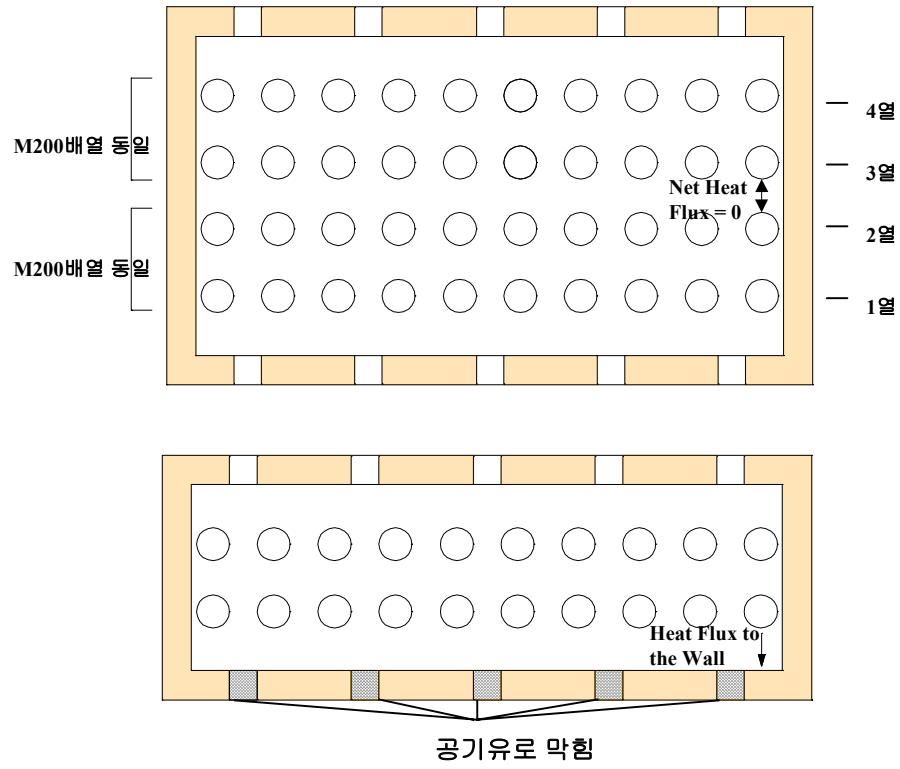 4열
M200배열 동일
3열
Net Heat
Flux = 0
2열
M200배열 동일
1열
Heat Flux to
the Wall
공기유로 막힘